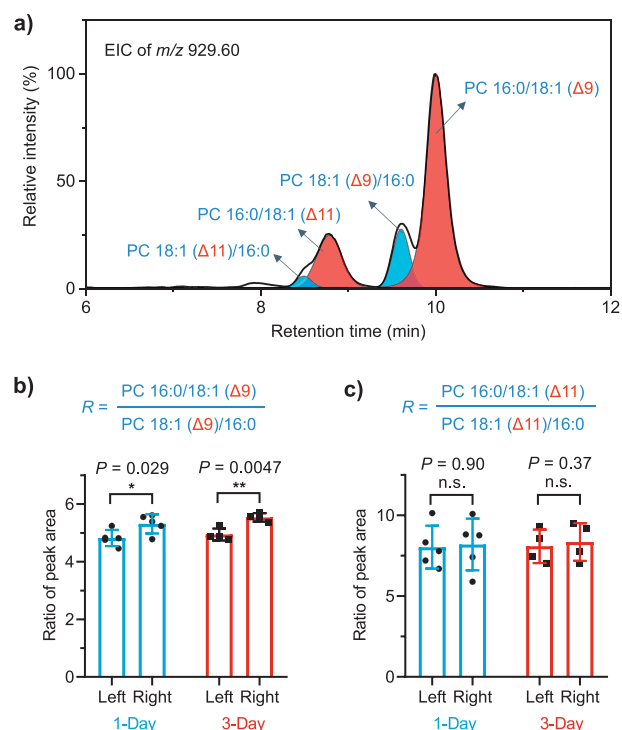 a)
EIC of m/z 929.60
Relative intensity (%)
100
50
0
PC 16:0/18:1 (Δ9)
PC 18:1 (Δ9)/16:0
PC 16:0/18:1 (Δ11)
PC 18:1 (Δ11)/16:0
6 8 10 12
Retention time (min)
b)
R = PC 16:0/18:1 (Δ9)
PC 18:1 (Δ9)/16:0
P = 0.029 P = 0.0047
* **
Ratio of peak area
6
4
2
0
Left Right Left Right
1-Day 3-Day
c)
R = PC 16:0/18:1 (Δ11)
PC 18:1 (Δ11)/16:0
P = 0.90 P = 0.37
n.s. n.s.
Ratio of peak area
10
5
0
Left Right Left Right
1-Day 3-Day